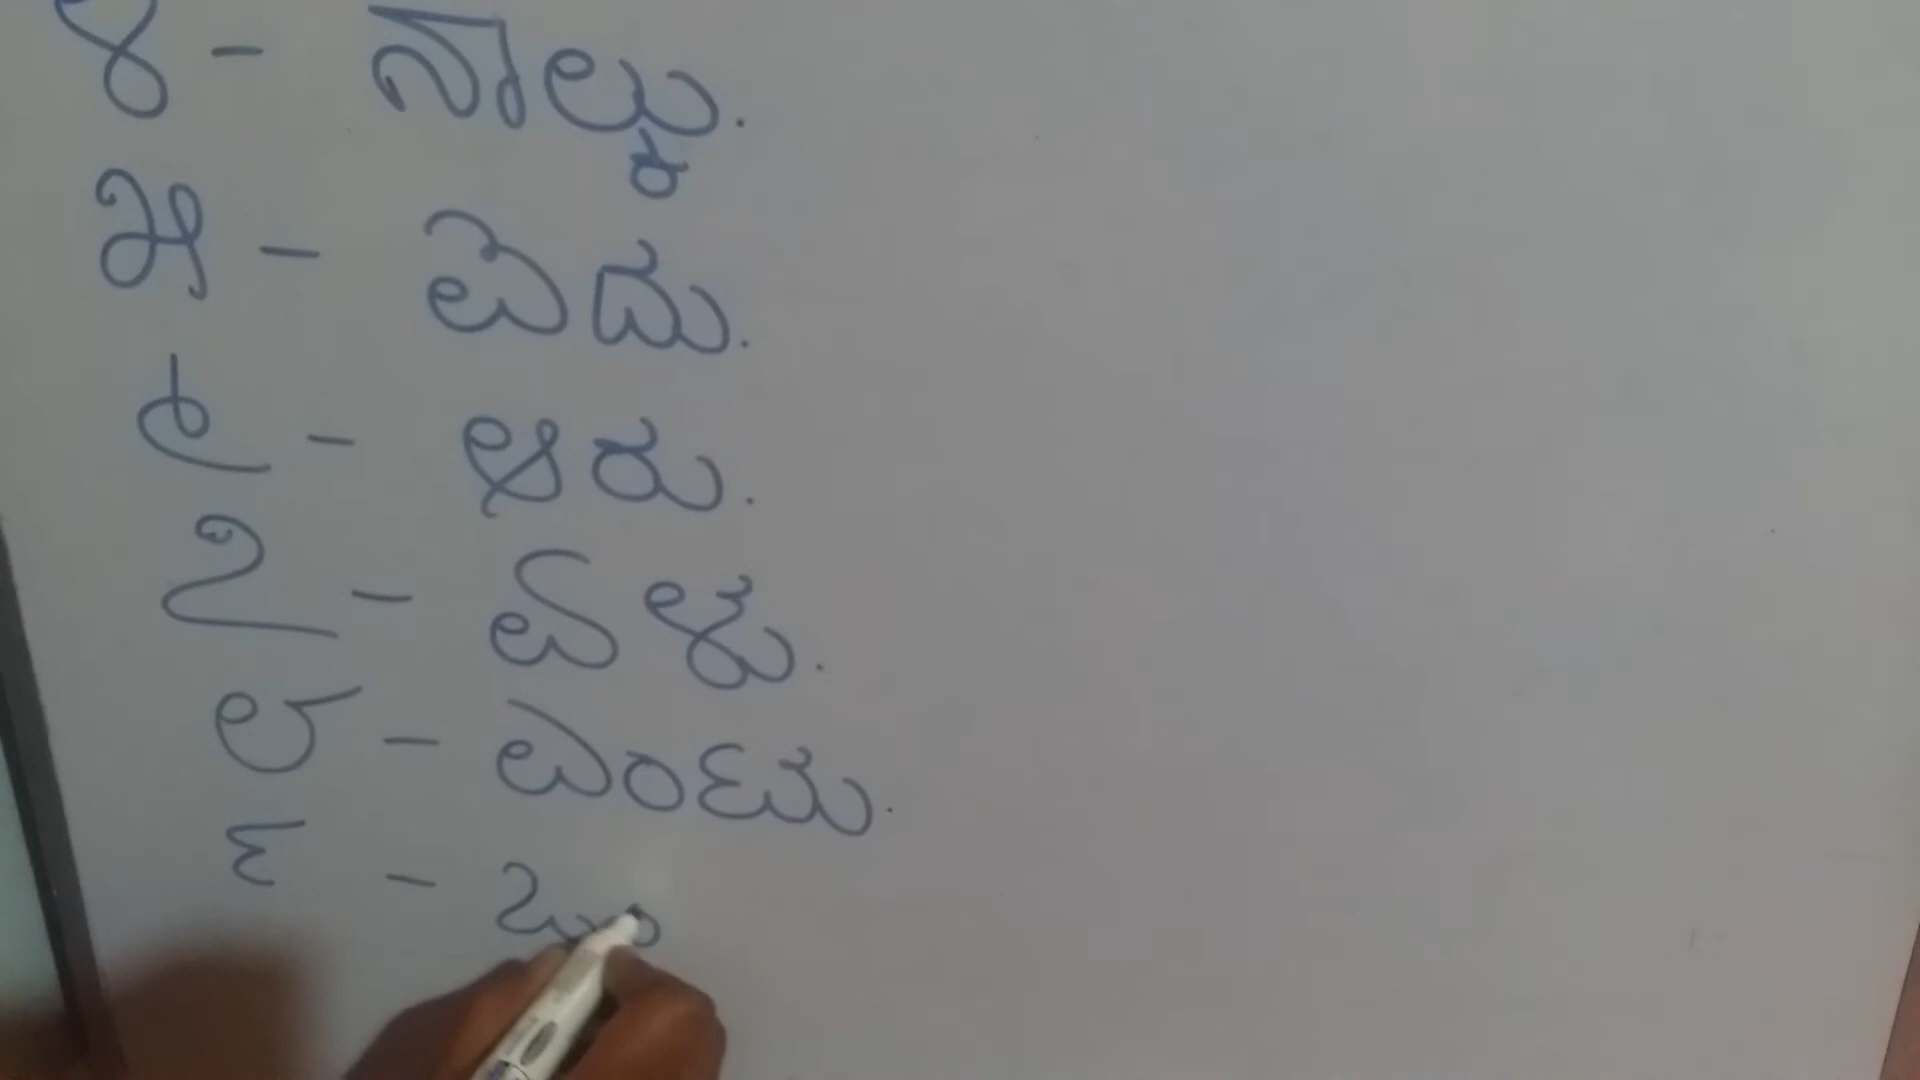 ೪ - ನಾಲ್ಕು.
೫ - ಐದು.
೬ - ಆರು.
೭ - ಏಳು.
೮ - ಎಂಟು.
೯ - ಒಂ